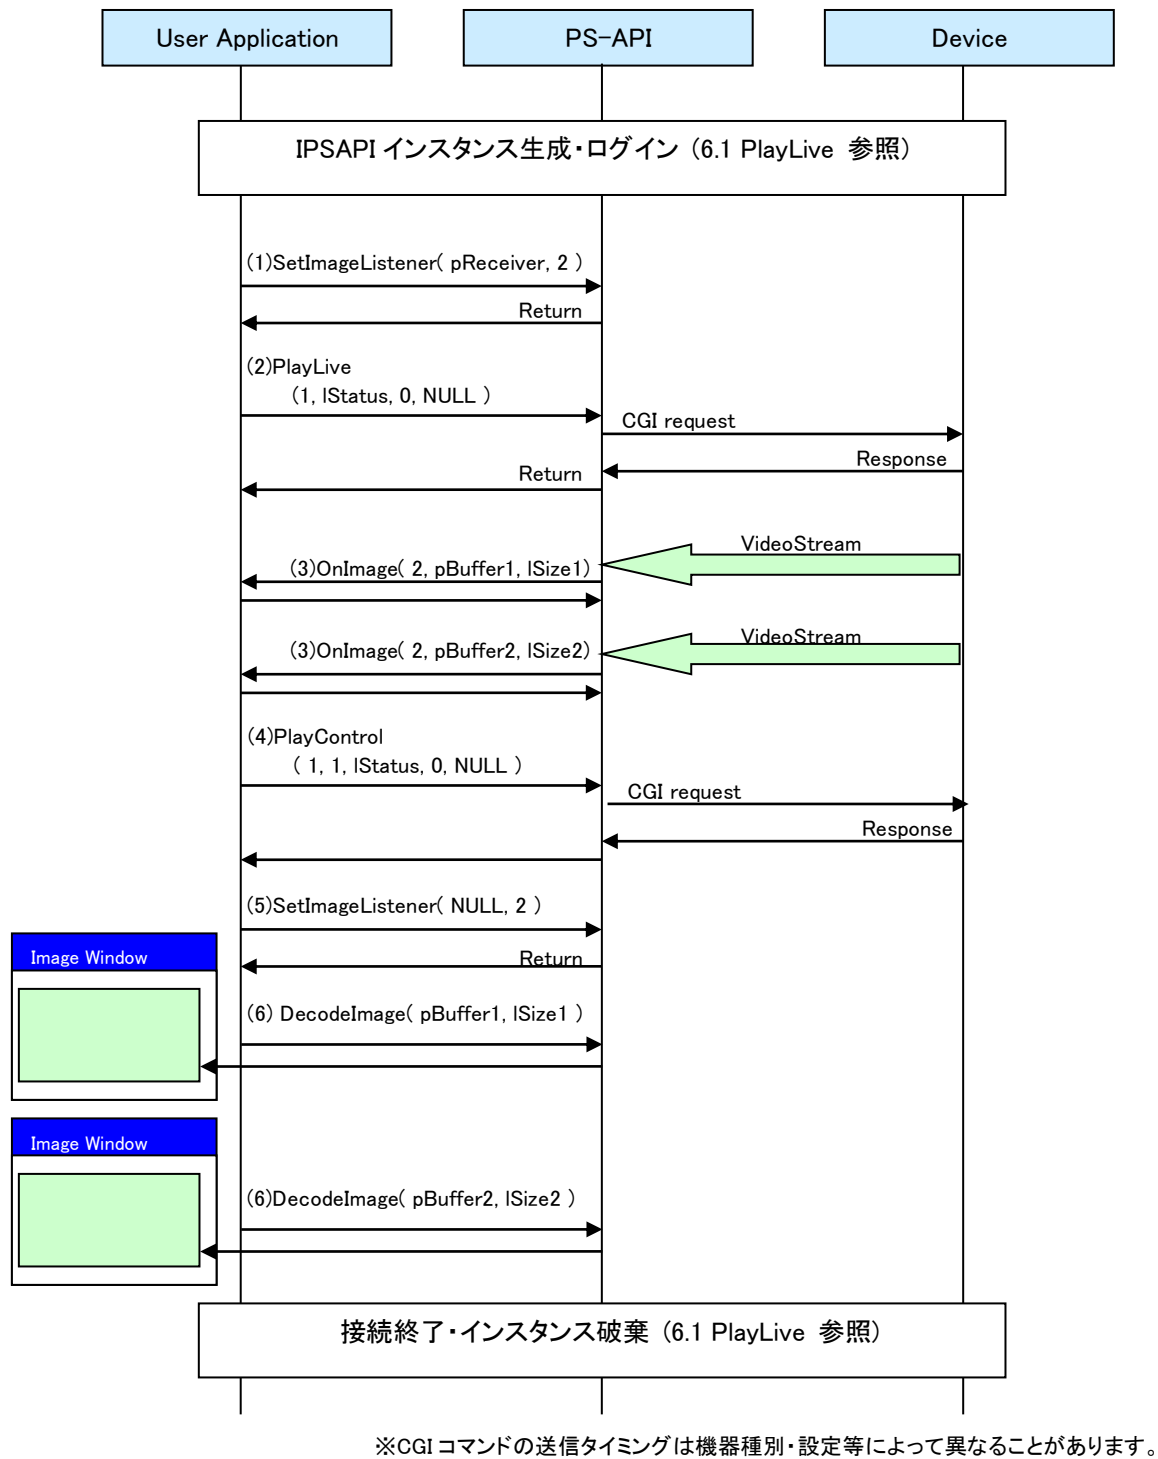 User Application
PS-API
Device
IPSAPI インスタンス生成・ログイン (6.1 PlayLive 参照)
(1)SetImageListener( pReceiver, 2 )
Return
(2)PlayLive
(1, lStatus, 0, NULL )
CGI request
Response
Return
VideoStream
(3)OnImage( 2, pBuffer1, lSize1)
VideoStream
(3)OnImage( 2, pBuffer2, lSize2)
(4)PlayControl
( 1, 1, lStatus, 0, NULL )
CGI request
Response
(5)SetImageListener( NULL, 2 )
Image Window
Return
(6) DecodeImage( pBuffer1, lSize1 )
Image Window
(6)DecodeImage( pBuffer2, lSize2 )
接続終了・インスタンス破棄 (6.1 PlayLive 参照)
※CGI コマンドの送信タイミングは機器種別・設定等によって異なることがあります。